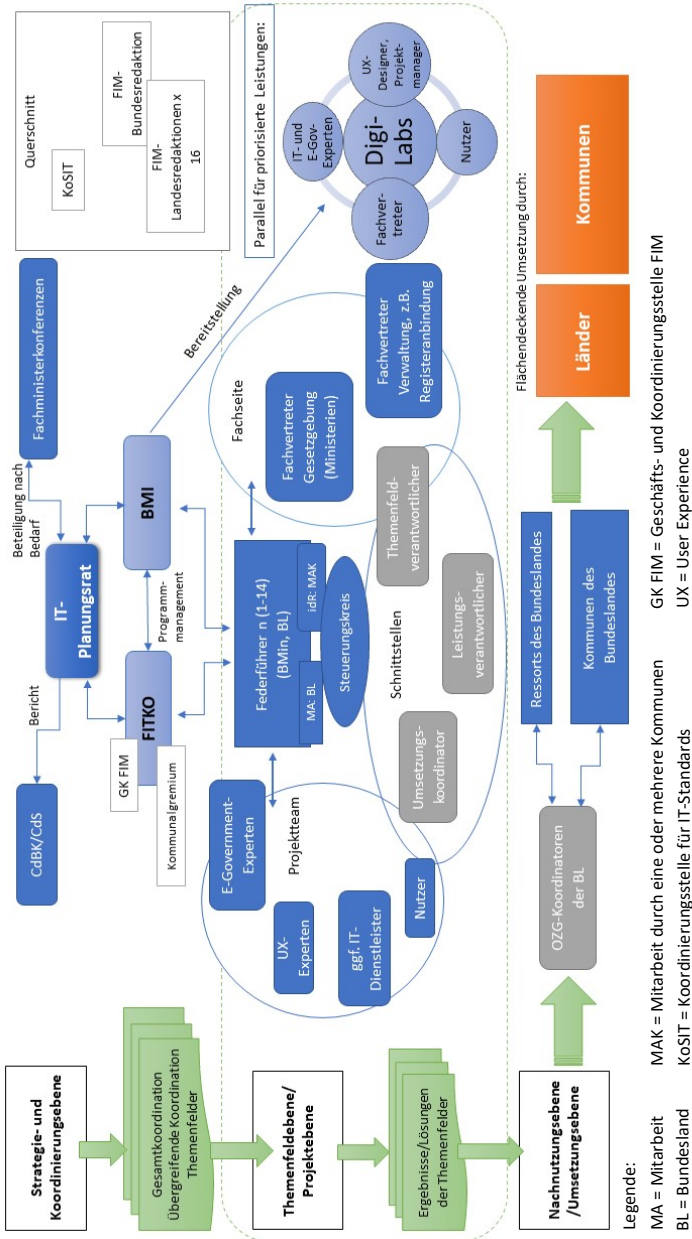 Strategie- und
Koordinierungsebene
Gesamtkoordination
Übergreifende Koordination
Themenfelder
Themenfeldebene/
Projektebene
Ergebnisse/Lösungen
der Themenfelder
Nachnutzungsebene
/Umsetzungsebene
CdBK/CdS
Bericht
IT-
Planungsrat
Beteiligung nach
Bedarf
Fachministerkonferenzen
FITKO
GK FIM
Kommunalgremium
Programm-
management
BMI
Bereitstellung
Querschnitt
KoSIT
FIM-
Bundesredaktion
FIM-
Landesredaktionen x
16
E-Government-
Experten
Projektteam
UX-
Experten
ggf. IT-
Dienstleister
Nutzer
Federführer n (1-14)
(BMin, BL)
MA: BL
idR: MAK
Steuerungskreis
Schnittstellen
Umsetzungs-
koordinator
Leistungs-
verantwortlicher
Themenfeld-
verantwortlicher
Fachseite
Fachvertreter
Gesetzgebung
(Ministerien)
Fachvertreter
Verwaltung, z.B.
Registeranbindung
Parallel für priorisierte Leistungen:
IT- und
E-Gov-
Experten
UX-
Designer,
Projekt-
manager
Digi-
Labs
Fachver-
treter
Nutzer
OZG-Koordinatoren
der BL
Ressorts des Bundeslandes
Kommunen des
Bundeslandes
Flächendeckende Umsetzung durch:
Länder
Kommunen
Legende:
MA = Mitarbeit
BL = Bundesland
MAK = Mitarbeit durch eine oder mehrere Kommunen
KoSIT = Koordinierungsstelle für IT-Standards
GK FIM = Geschäfts- und Koordinierungsstelle FIM
UX = User Experience